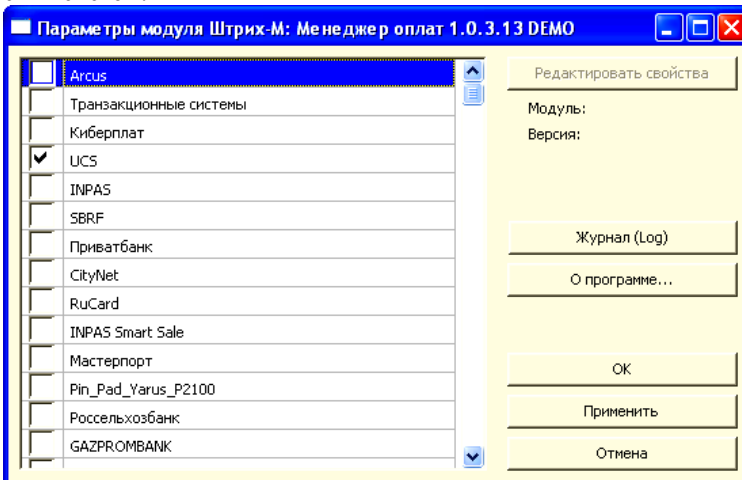 Параметры модуля Штрих-М: Менеджер оплат 1.0.3.13 DEMO
Arcus
Транзакционные системы
Киберплат
UCS
INPAS
SBRF
Приватбанк
CityNet
RuCard
INPAS Smart Sale
Мастерпорт
Pin_Pad_Yarus_P2100
Россельхозбанк
GAZPROMBANK
Редактировать свойства
Модуль:
Версия:
Журнал (Log)
О программе...
OK
Применить
Отмена